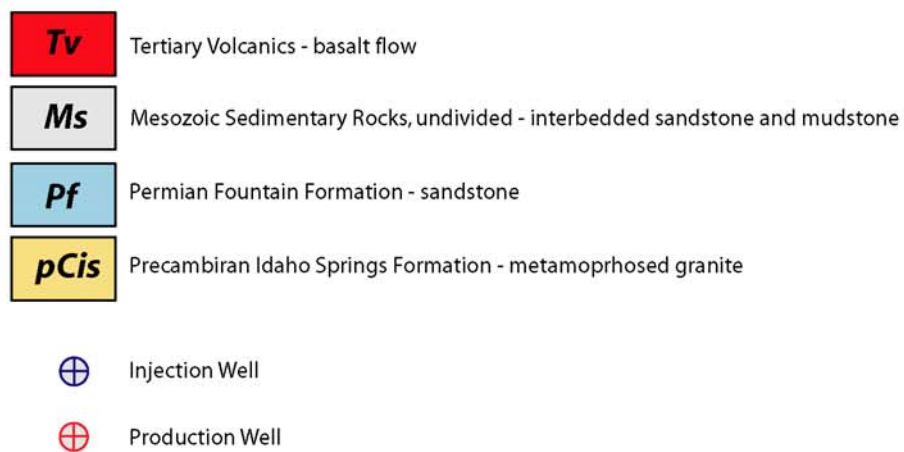 Tv Tertiary Volcanics - basalt flow
Ms Mesozoic Sedimentary Rocks, undivided - interbedded sandstone and mudstone
Pf Permian Fountain Formation - sandstone
pCis Precambiran Idaho Springs Formation - metamoprhosed granite
Injection Well
Production Well